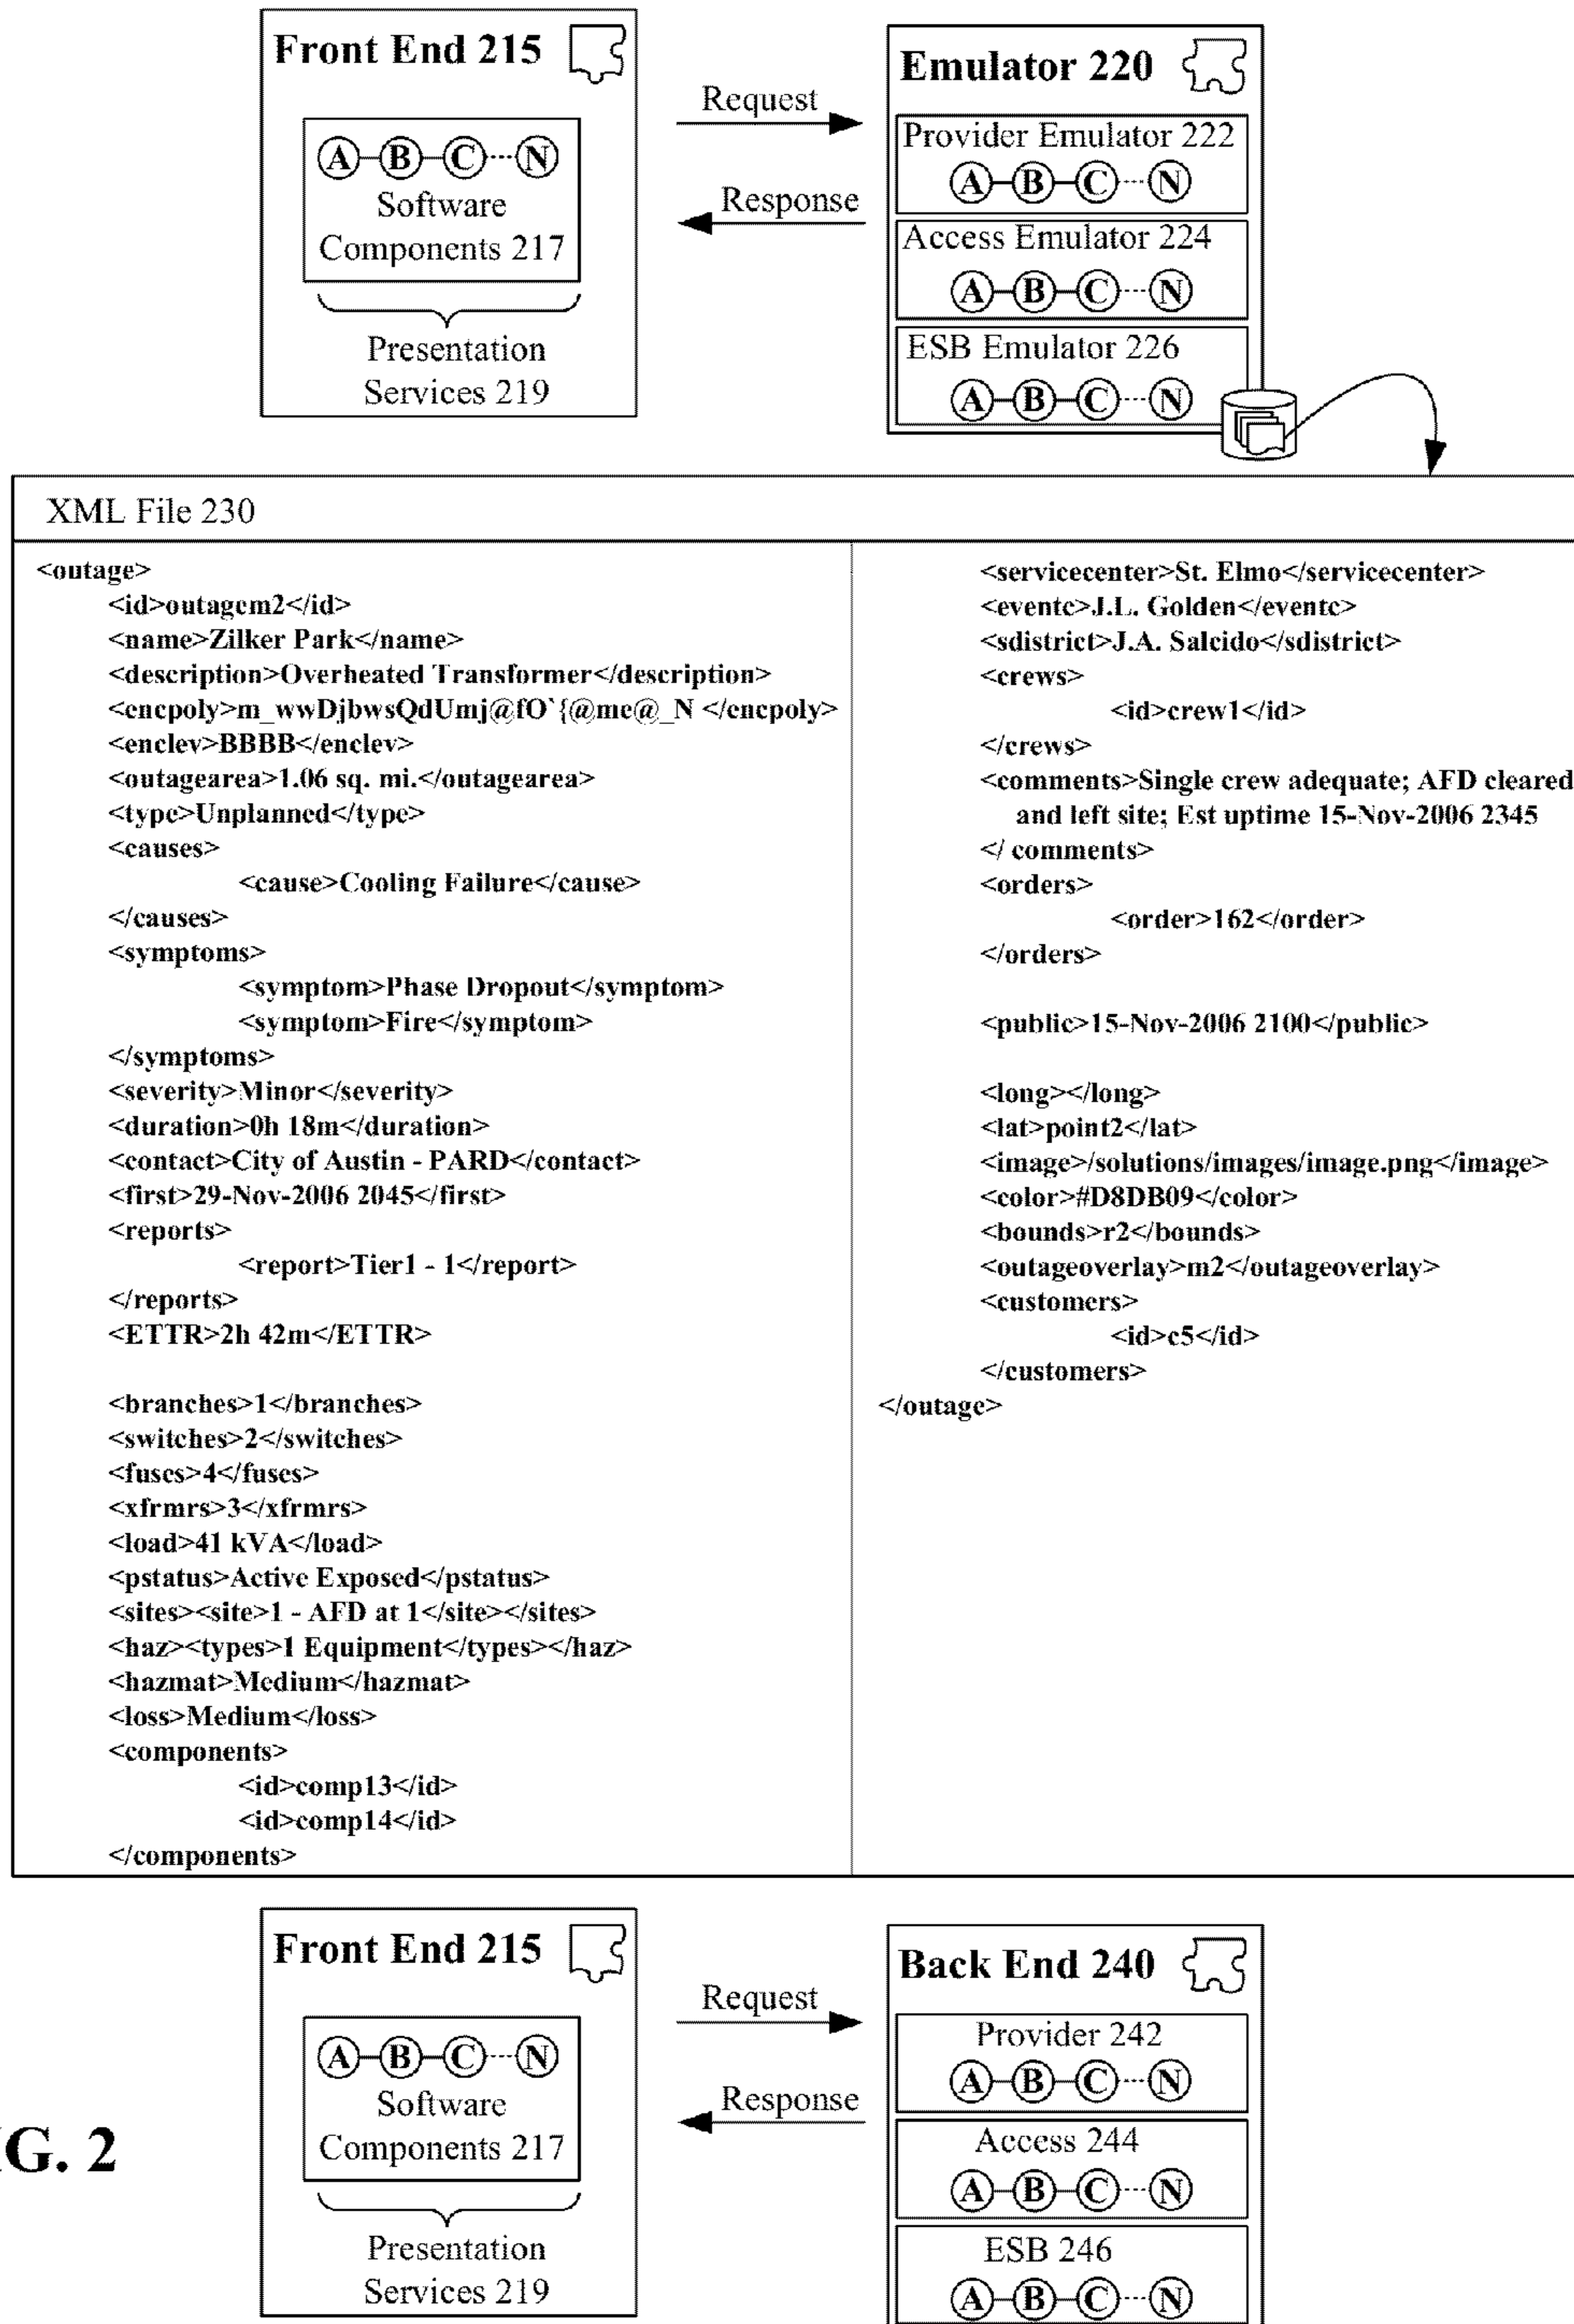 Front End 215
A B C N
Software
Components 217
Presentation
Services 219
Request
Response
Emulator 220
Provider Emulator 222
A B C N
Access Emulator 224
A B C N
ESB Emulator 226
A B C N
XML File 230
<outage>
<id>outagem2</id>
<name>Zilker Park</name>
<description>Overheated Transformer</description>
<encpoly>m_wwDjbwsQdUmj@fO`{@me@_N </encpoly>
<enclev>BBBB</enclev>
<outagearea>1.06 sq. mi.</outagearea>
<type>Unplanned</type>
<causes>
<cause>Cooling Failure</cause>
</causes>
<symptoms>
<symptom>Phase Dropout</symptom>
<symptom>Fire</symptom>
</symptoms>
<severity>Minor</severity>
<duration>0h 18m</duration>
<contact>City of Austin - PARD</contact>
<first>29-Nov-2006 2045</first>
<reports>
<report>Tier1 - 1</report>
</reports>
<ETTR>2h 42m</ETTR>
<branches>1</branches>
<switches>2</switches>
<fuses>4</fuses>
<xfrmrs>3</xfrmrs>
<load>41 kVA</load>
<pstatus>Active Exposed</pstatus>
<sites><site>1 - AFD at 1</site></sites>
<haz><types>1 Equipment</types></haz>
<hazmat>Medium</hazmat>
<loss>Medium</loss>
<components>
<id>comp13</id>
<id>comp14</id>
</components>
<servicecenter>St. Elmo</servicecenter>
<eventc>J.L. Golden</eventc>
<sdistrict>J.A. Salcido</sdistrict>
<crews>
<id>crew1</id>
</crews>
<comments>Single crew adequate; AFD cleared
and left site; Est uptime 15-Nov-2006 2345
</ comments>
<orders>
<order>162</order>
</orders>
<public>15-Nov-2006 2100</public>
<long></long>
<lat>point2</lat>
<image>/solutions/images/image.png</image>
<color>#D8DB09</color>
<bounds>r2</bounds>
<outageoverlay>m2</outageoverlay>
<customers>
<id>c5</id>
</customers>
</outage>
Front End 215
A B C N
Software
Components 217
Presentation
Services 219
Request
Response
Back End 240
Provider 242
A B C N
Access 244
A B C N
ESB 246
A B C N
G. 2